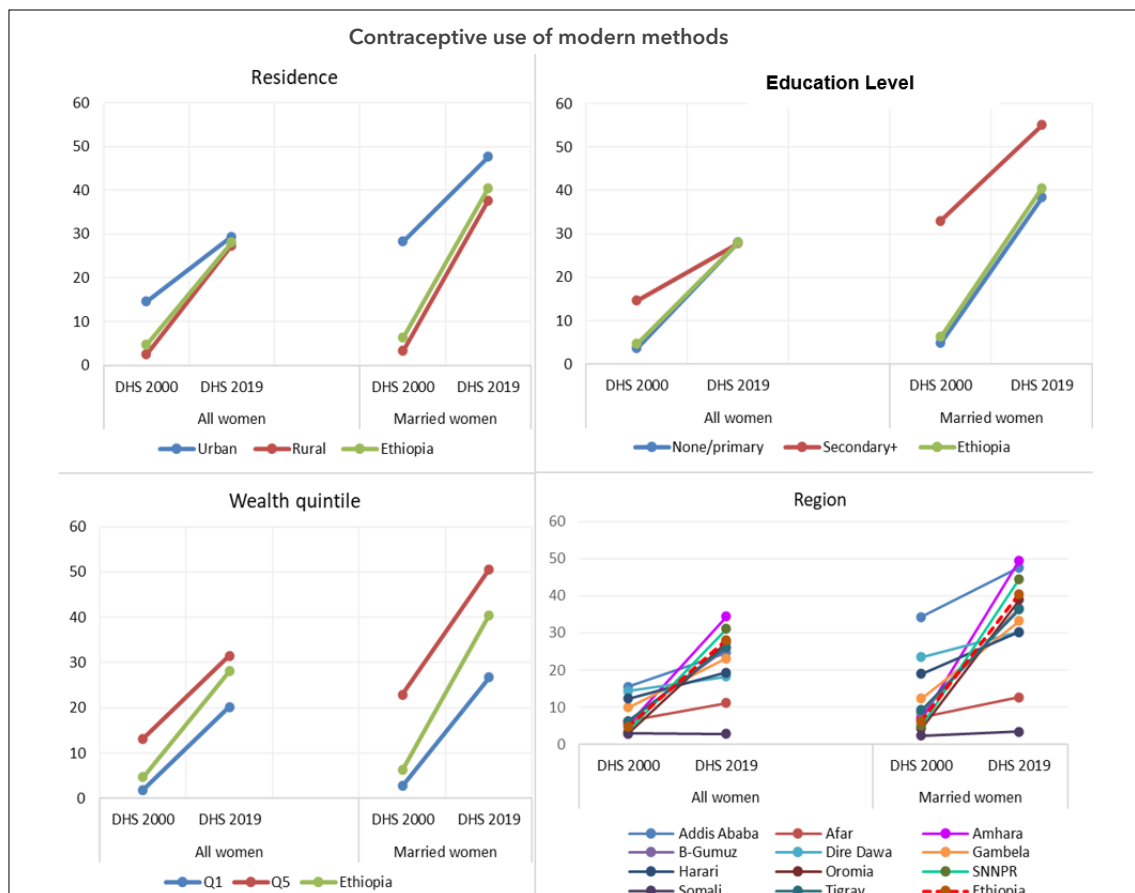 Contraceptive use of modern methods
Residence
60
50
40
30
20
10
0
DHS 2000 DHS 2019 DHS 2000 DHS 2019
All women Married women
Urban Rural Ethiopia
Education Level
60
50
40
30
20
10
0
DHS 2000 DHS 2019 DHS 2000 DHS 2019
All women Married women
None/primary Secondary+ Ethiopia
Wealth quintile
60
50
40
30
20
10
0
DHS 2000 DHS 2019 DHS 2000 DHS 2019
All women Married women
Q1 Q5 Ethiopia
Region
60
50
40
30
20
10
0
DHS 2000 DHS 2019 DHS 2000 DHS 2019
All women Married women
Addis Ababa Afar Amhara
B-Gumuz Dire Dawa Gambela
Harari Oromia SNNPR
Somali Tigray Ethiopia